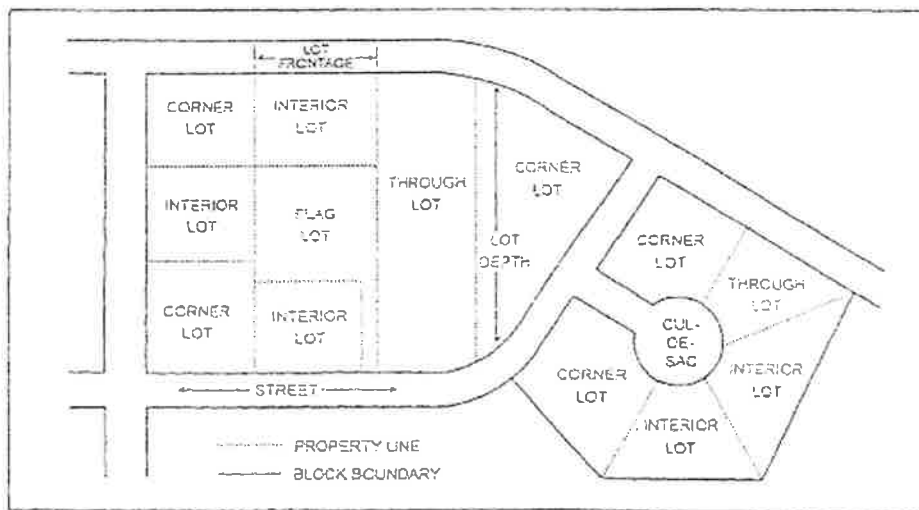 LOT
FRONTAGE
CORNER
LOT
INTERIOR
LOT
THROUGH
LOT
CORNER
LOT
INTERIOR
LOT
FLAG
LOT
LOT
DEPTH
CORNER
LOT
INTERIOR
LOT
CORNER
LOT
THROUGH
LOT
CUL-
DE-
SAC
INTERIOR
LOT
CORNER
LOT
INTERIOR
LOT
STREET
PROPERTY LINE
BLOCK BOUNDARY